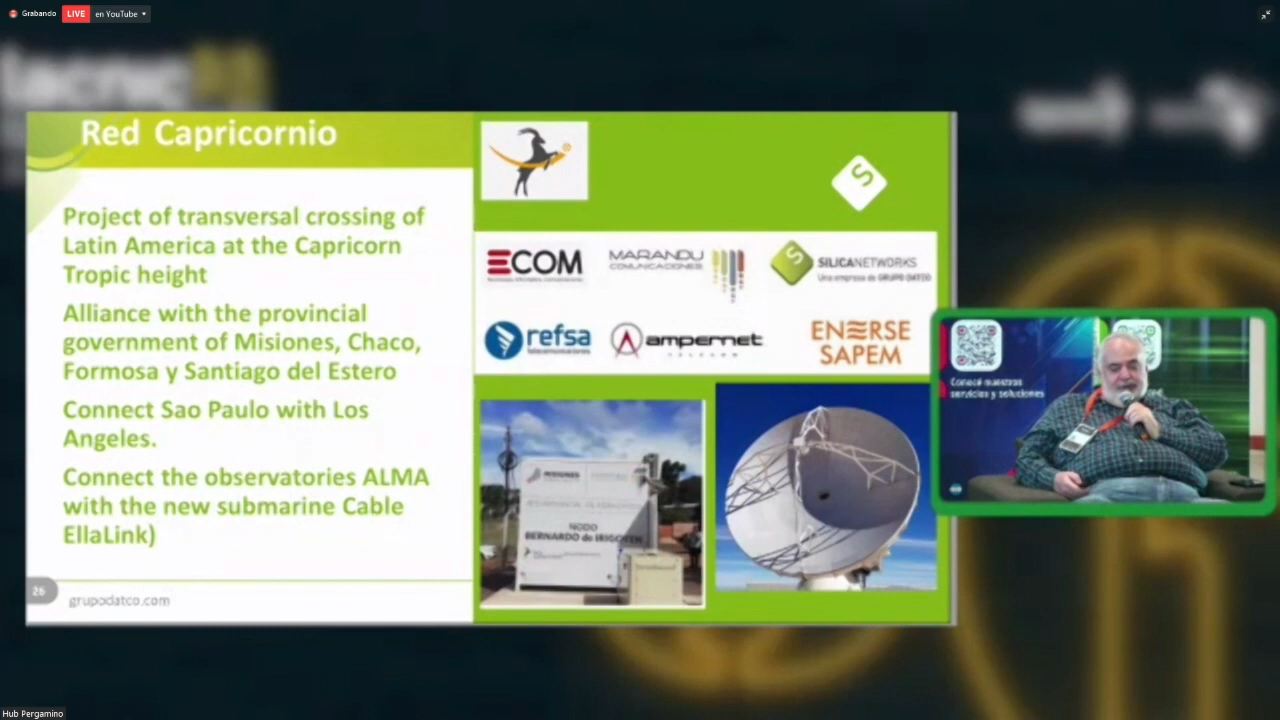 Grabando
LIVE
en YouTube
Red Capricornio
Project of transversal crossing of
Latin America at the Capricorn
Tropic height
Alliance with the provincial
government of Misiones, Chaco,
Formosa y Santiago del Estero
Connect Sao Paulo with Los
Angeles.
Connect the observatories ALMA
with the new submarine Cable
EllaLink)
26
grupodatco.com
S
ECOM
MARANDU
COMUNICACIONES
S
SILICANETWORKS
Una empresa de GRUPO DATCO
refsa
telecomunicaciones
ampernet
TELECOM
ENERSE
SAPEM
MISIONES
NODO
BERNARDO de IRIGOYEN
Conocé nuestros
servicios y soluciones
Hub Pergamino